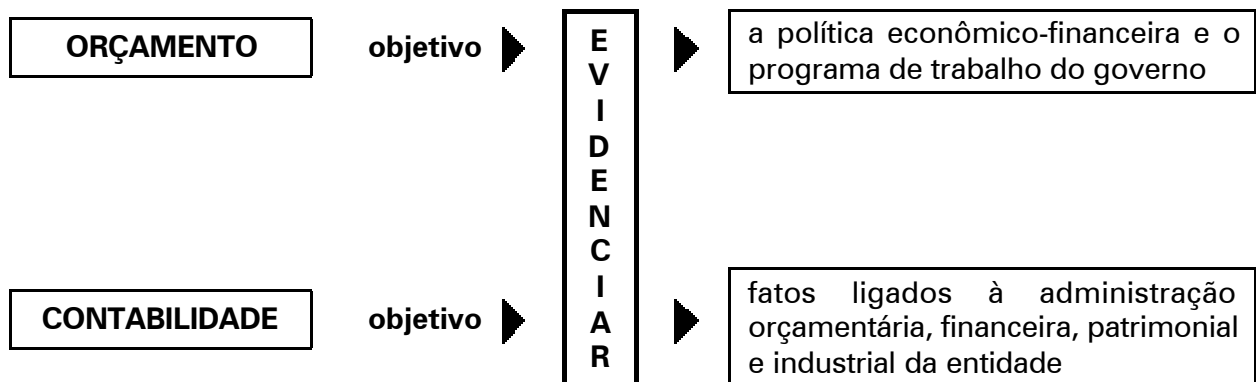 ORÇAMENTO
objetivo
EVIDENCIAR
a política econômico-financeira e o
programa de trabalho do governo
CONTABILIDADE
objetivo
fatos ligados à administração
orçamentária, financeira, patrimonial
e industrial da entidade